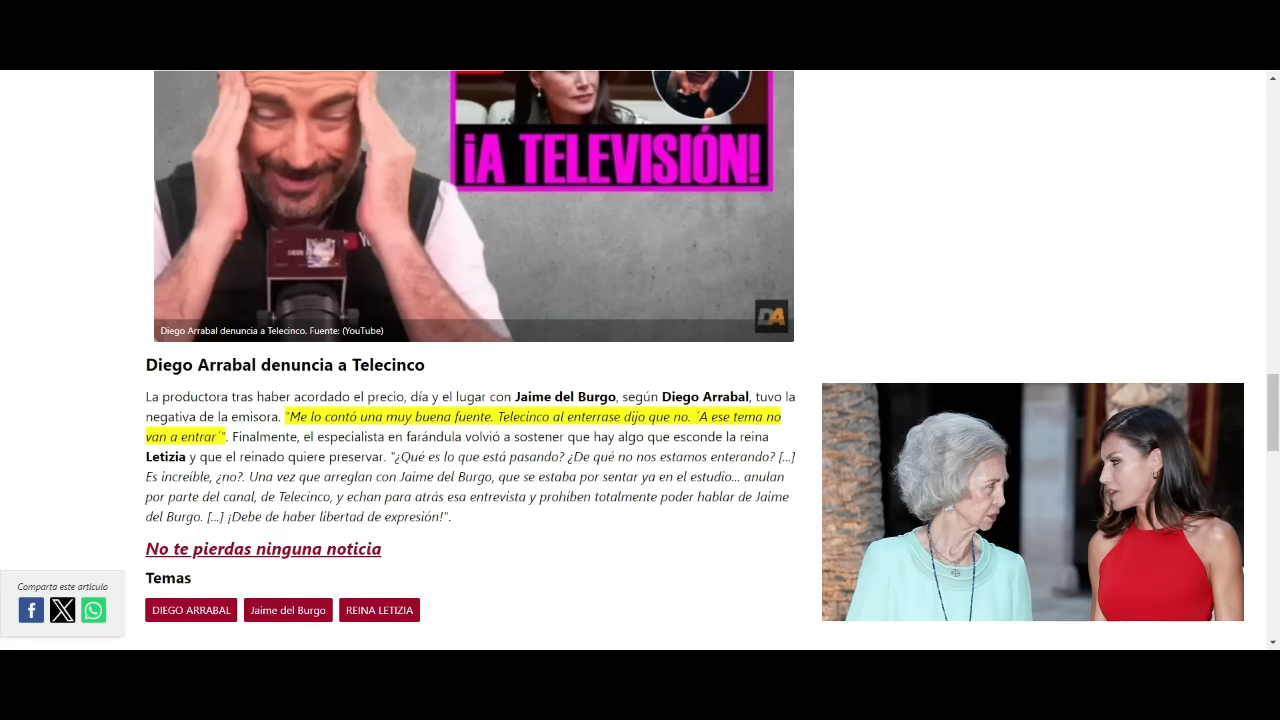 ¡A TELEVISIÓN!
DA
Diego Arrabal denuncia a Telecinco. Fuente: (YouTube)
Diego Arrabal denuncia a Telecinco
La productora tras haber acordado el precio, día y el lugar con Jaime del Burgo, según Diego Arrabal, tuvo la
negativa de la emisora. "Me lo contó una muy buena fuente. Telecinco al enterrase dijo que no. ´A ese tema no
van a entrar´". Finalmente, el especialista en farándula volvió a sostener que hay algo que esconde la reina
Letizia y que el reinado quiere preservar. "¿Qué es lo que está pasando? ¿De qué no nos estamos enterando? [...]
Es increíble, ¿no?. Una vez que arreglan con Jaime del Burgo, que se estaba por sentar ya en el estudio... anulan
por parte del canal, de Telecinco, y echan para atrás esa entrevista y prohíben totalmente poder hablar de Jaime
del Burgo. [...] ¡Debe de haber libertad de expresión!".
No te pierdas ninguna noticia
Temas
Comparta este artículo
DIEGO ARRABAL Jaime del Burgo REINA LETIZIA